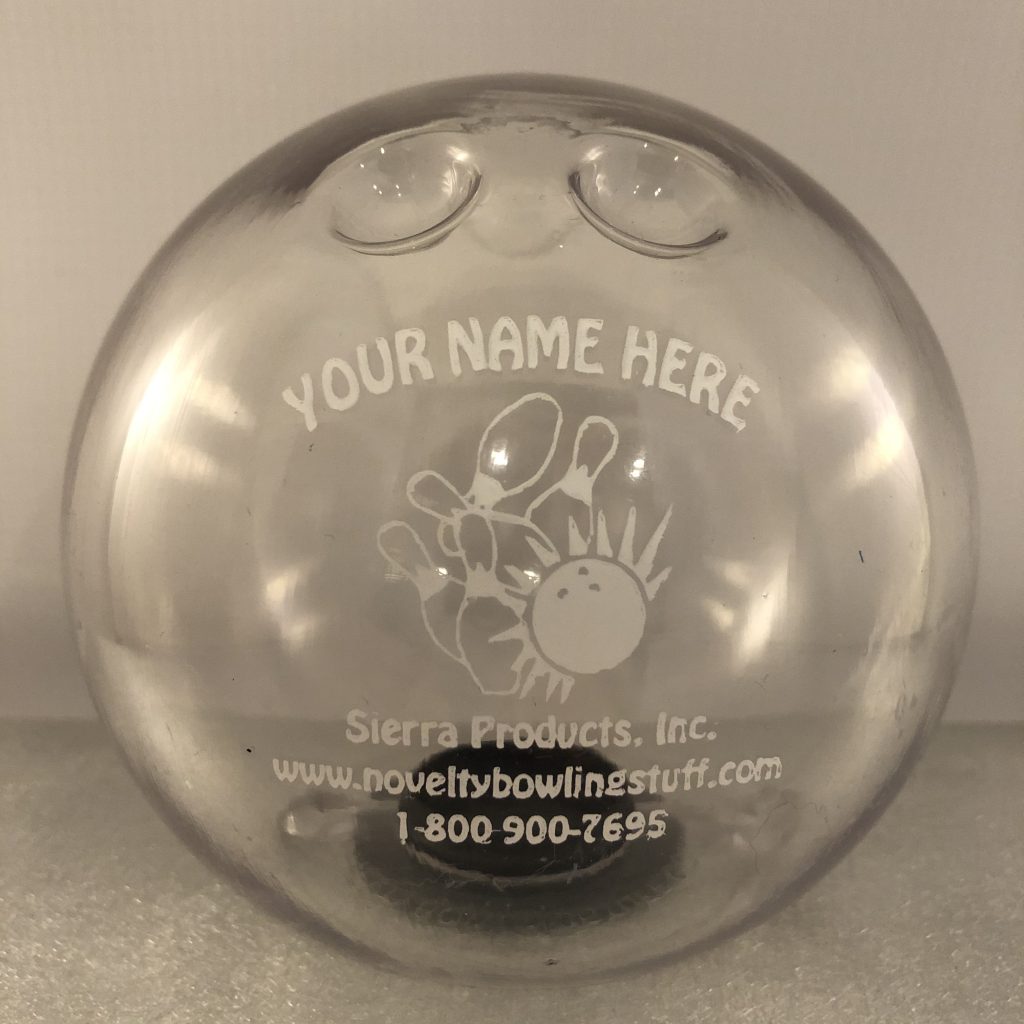 YOUR NAME HERE
Sierra Products, Inc.
www.noveltybowlingstuff.com
1-800-900-7695